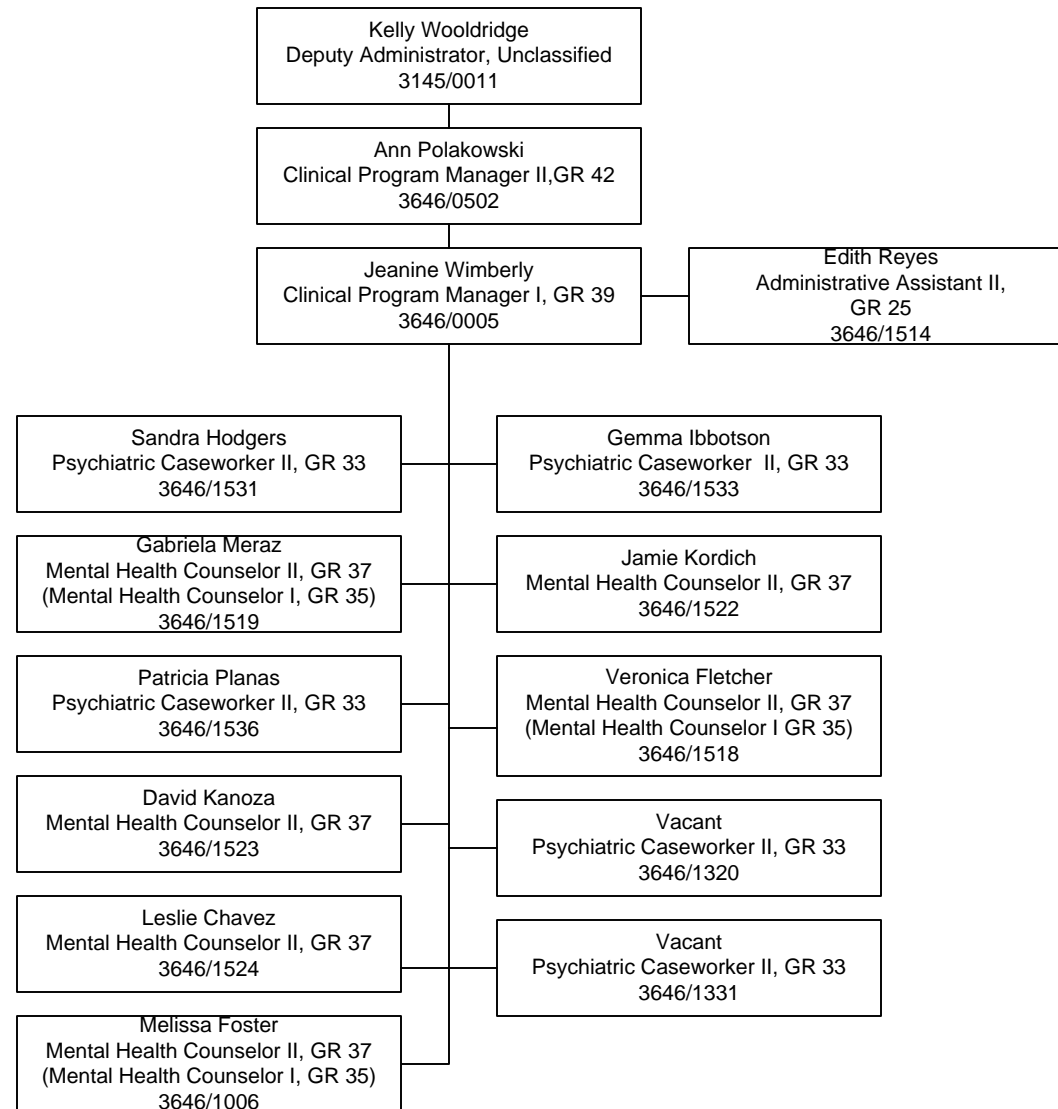 Kelly Wooldridge
Deputy Administrator, Unclassified
3145/0011
Ann Polakowski
Clinical Program Manager II,GR 42
3646/0502
Jeanine Wimberly
Clinical Program Manager I, GR 39
3646/0005
Edith Reyes
Administrative Assistant II,
GR 25
3646/1514
Sandra Hodgers
Psychiatric Caseworker II, GR 33
3646/1531
Gemma Ibbotson
Psychiatric Caseworker  II, GR 33
3646/1533
Gabriela Meraz
Mental Health Counselor II, GR 37
(Mental Health Counselor I, GR 35)
3646/1519
Jamie Kordich
Mental Health Counselor II, GR 37
3646/1522
Patricia Planas
Psychiatric Caseworker II, GR 33
3646/1536
Veronica Fletcher
Mental Health Counselor II, GR 37
(Mental Health Counselor I GR 35)
3646/1518
David Kanoza
Mental Health Counselor II, GR 37
3646/1523
Vacant
Psychiatric Caseworker II, GR 33
3646/1320
Leslie Chavez
Mental Health Counselor II, GR 37
3646/1524
Vacant
Psychiatric Caseworker II, GR 33
3646/1331
Melissa Foster
Mental Health Counselor II, GR 37
(Mental Health Counselor I, GR 35)
3646/1006